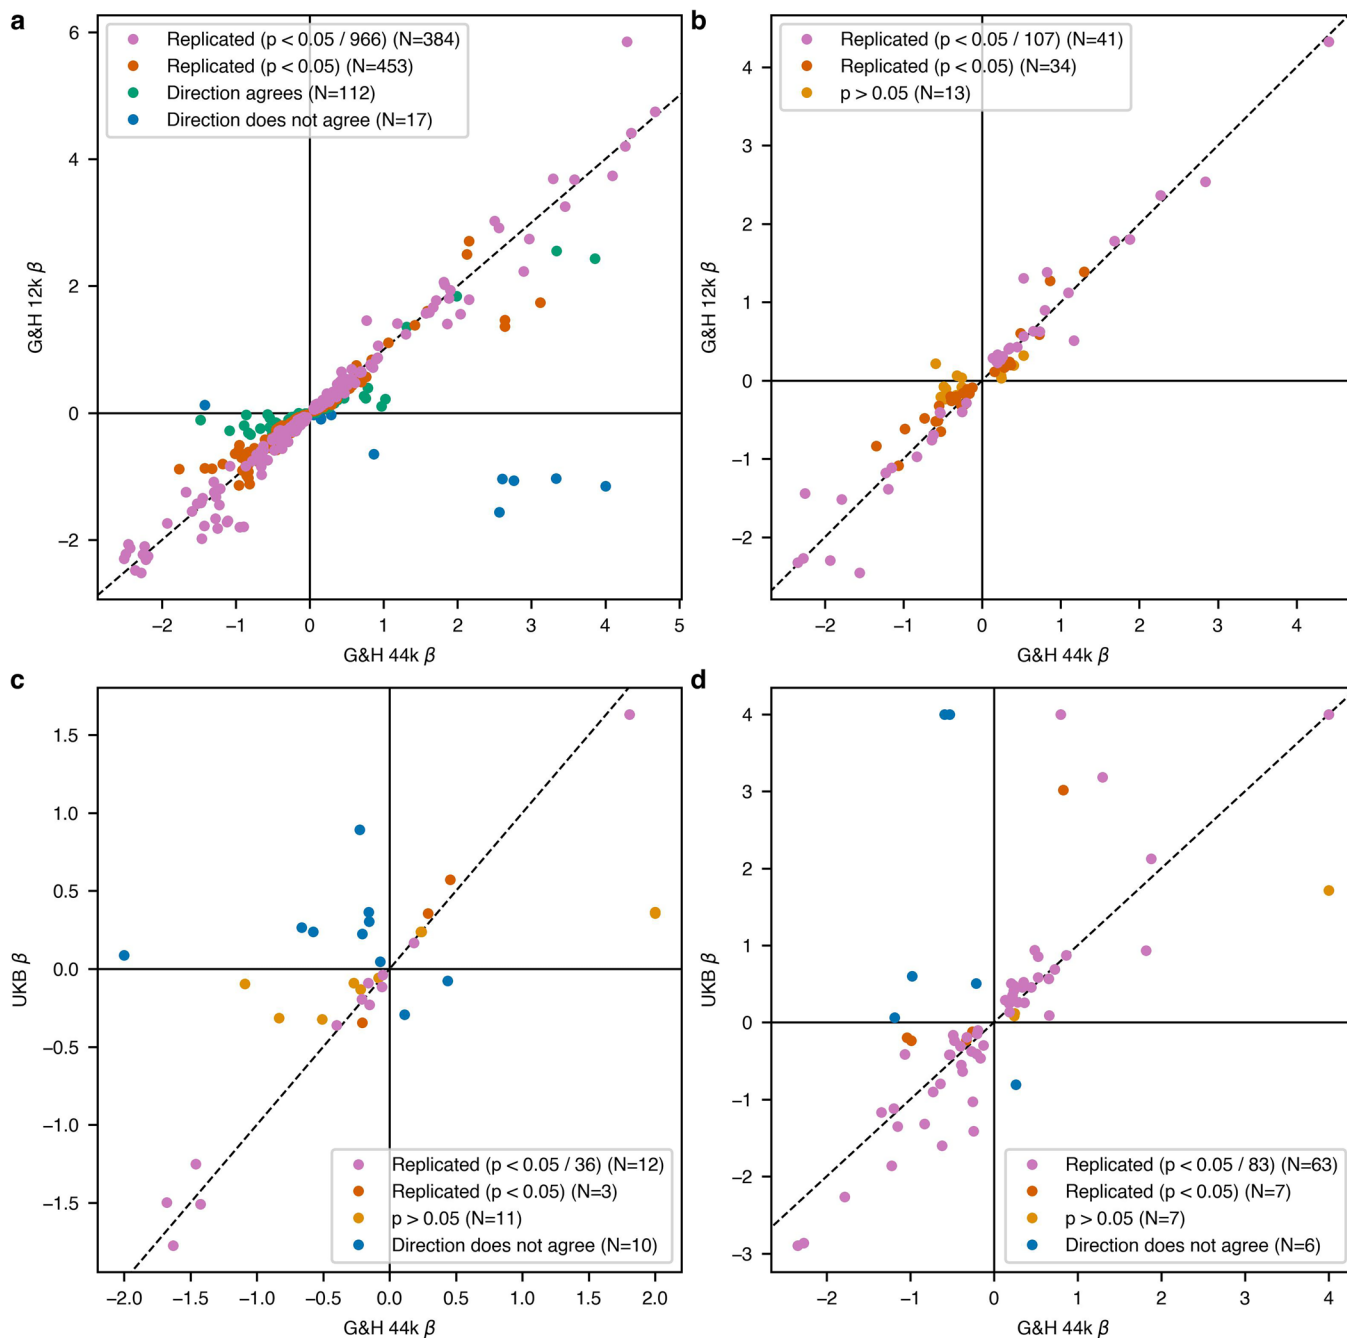 a
Replicated (p < 0.05 / 966) (N=384)
Replicated (p < 0.05) (N=453)
Direction agrees (N=112)
Direction does not agree (N=17)
6
4
2
0
−2
G&H 12k β
−2 −1 0 1 2 3 4 5
G&H 44k β
b
Replicated (p < 0.05 / 107) (N=41)
Replicated (p < 0.05) (N=34)
p > 0.05 (N=13)
4
3
2
1
0
−1
−2
G&H 12k β
−2 −1 0 1 2 3 4
G&H 44k β
c
1.5
1.0
0.5
0.0
−0.5
−1.0
−1.5
UKB β
Replicated (p < 0.05 / 36) (N=12)
Replicated (p < 0.05) (N=3)
p > 0.05 (N=11)
Direction does not agree (N=10)
−2.0 −1.5 −1.0 −0.5 0.0 0.5 1.0 1.5 2.0
G&H 44k β
d
4
3
2
1
0
−1
−2
−3
UKB β
Replicated (p < 0.05 / 83) (N=63)
Replicated (p < 0.05) (N=7)
p > 0.05 (N=7)
Direction does not agree (N=6)
−2 −1 0 1 2 3 4
G&H 44k β